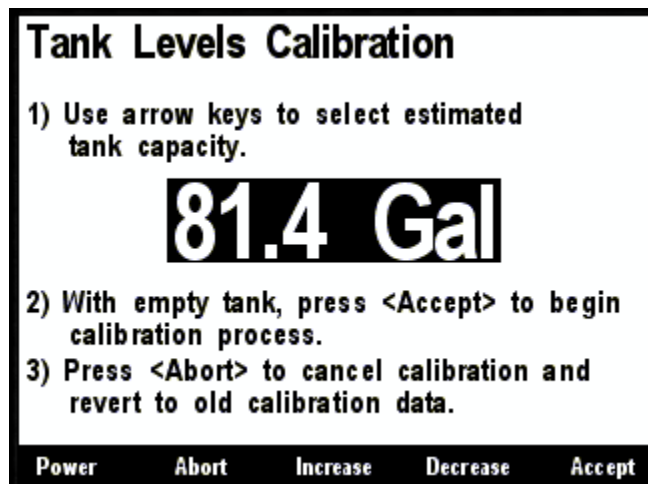 Tank Levels Calibration
1) Use arrow keys to select estimated
tank capacity.
81.4 Gal
2) With empty tank, press <Accept> to begin
calibration process.
3) Press <Abort> to cancel calibration and
revert to old calibration data.
Power Abort Increase Decrease Accept